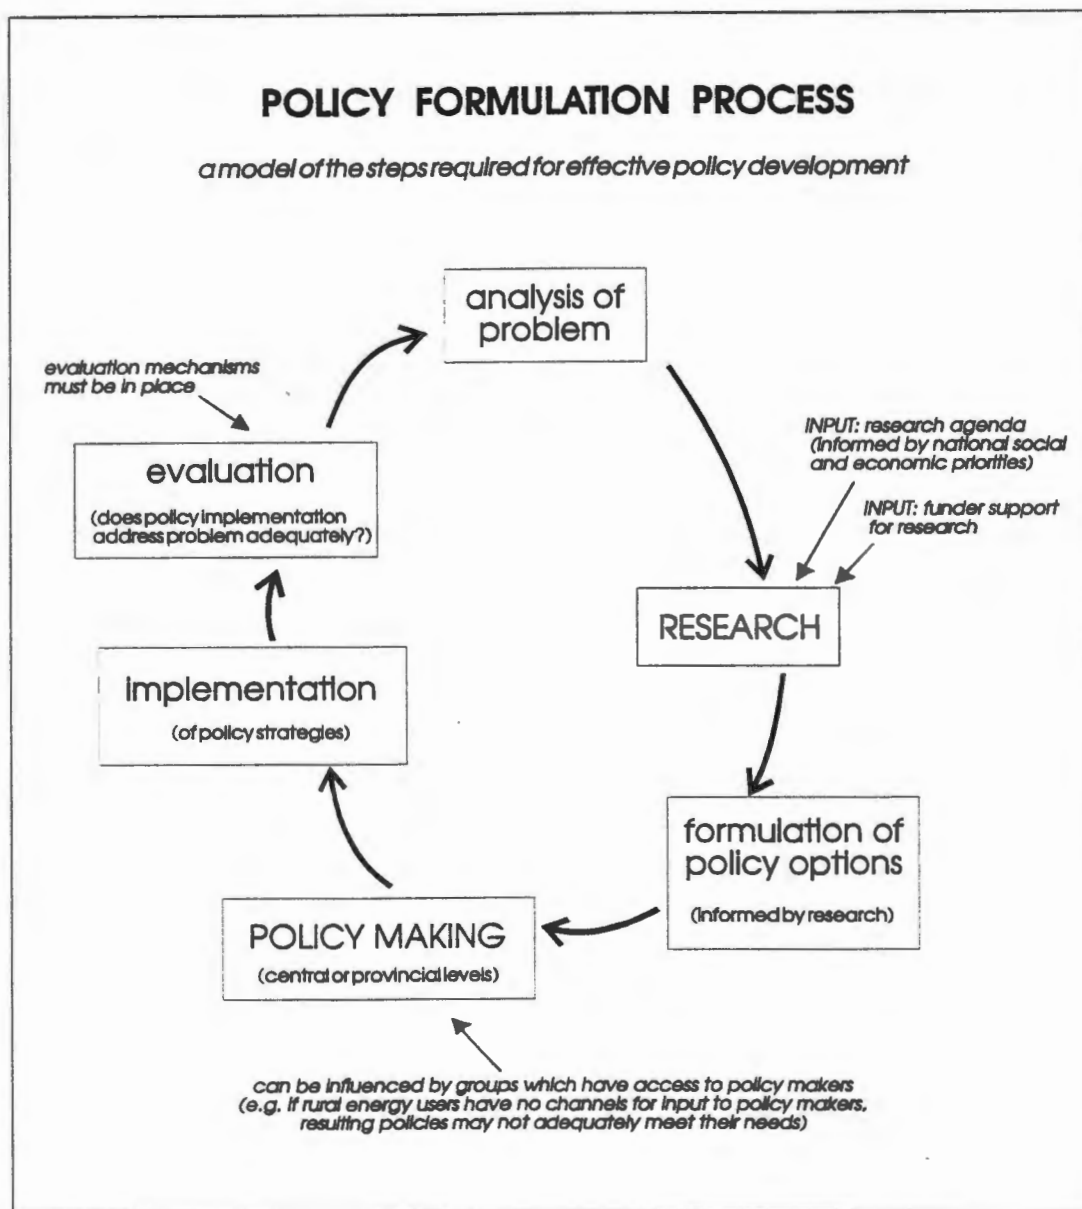 POLICY FORMULATION PROCESS
a model of the steps required for effective policy development
analysis of
problem
evaluation mechanisms
must be in place
INPUT: research agenda
(informed by national social
and economic priorities)
INPUT: funder support
for research
evaluation
(does policy implementation
address problem adequately?)
RESEARCH
implementation
(of policy strategies)
formulation of
policy options
(informed by research)
POLICY MAKING
(central or provincial levels)
can be influenced by groups which have access to policy makers
(e.g. if rural energy users have no channels for input to policy makers,
resulting policies may not adequately meet their needs)